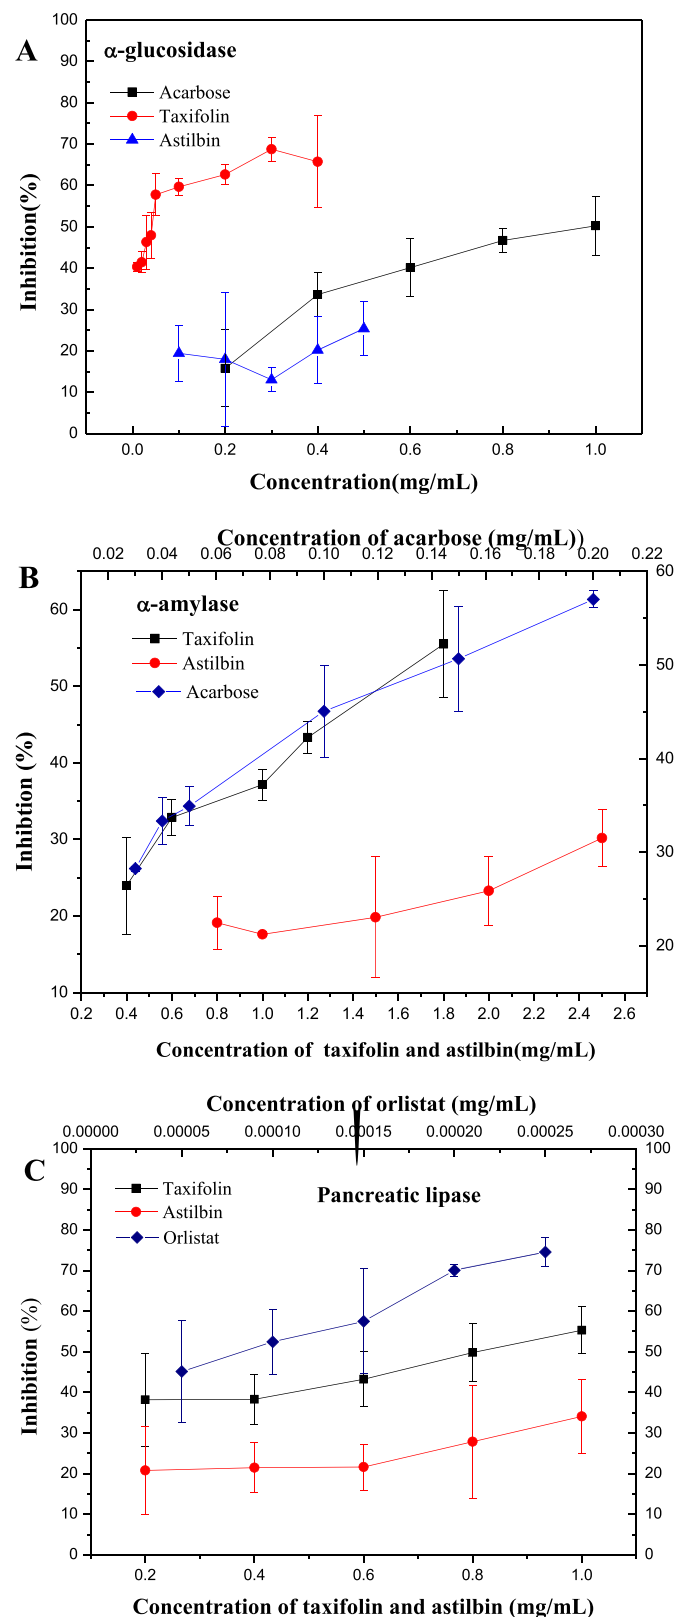 A
α-glucosidase
Acarbose
Taxifolin
Astilbin
100
90
80
70
60
50
40
30
20
10
0
Inhibition(%)
0.0 0.2 0.4 0.6 0.8 1.0
Concentration(mg/mL)
Concentration of acarbose (mg/mL))
0.02 0.04 0.06 0.08 0.10 0.12 0.14 0.16 0.18 0.20 0.22
B
α-amylase
Taxifolin
Astilbin
Acarbose
60
50
40
30
20
10
Inhibtion (%)
60
50
40
30
20
0.2 0.4 0.6 0.8 1.0 1.2 1.4 1.6 1.8 2.0 2.2 2.4 2.6
Concentration of taxifolin and astilbin(mg/mL)
Concentration of orlistat (mg/mL)
0.00000 0.00005 0.00010 0.00015 0.00020 0.00025 0.00030
C
Pancreatic lipase
Taxifolin
Astilbin
Orlistat
100
90
80
70
60
50
40
30
20
10
0
Inhibition (%)
100
90
80
70
60
50
40
30
20
10
0
0.2 0.4 0.6 0.8 1.0
Concentration of taxifolin and astilbin (mg/mL)